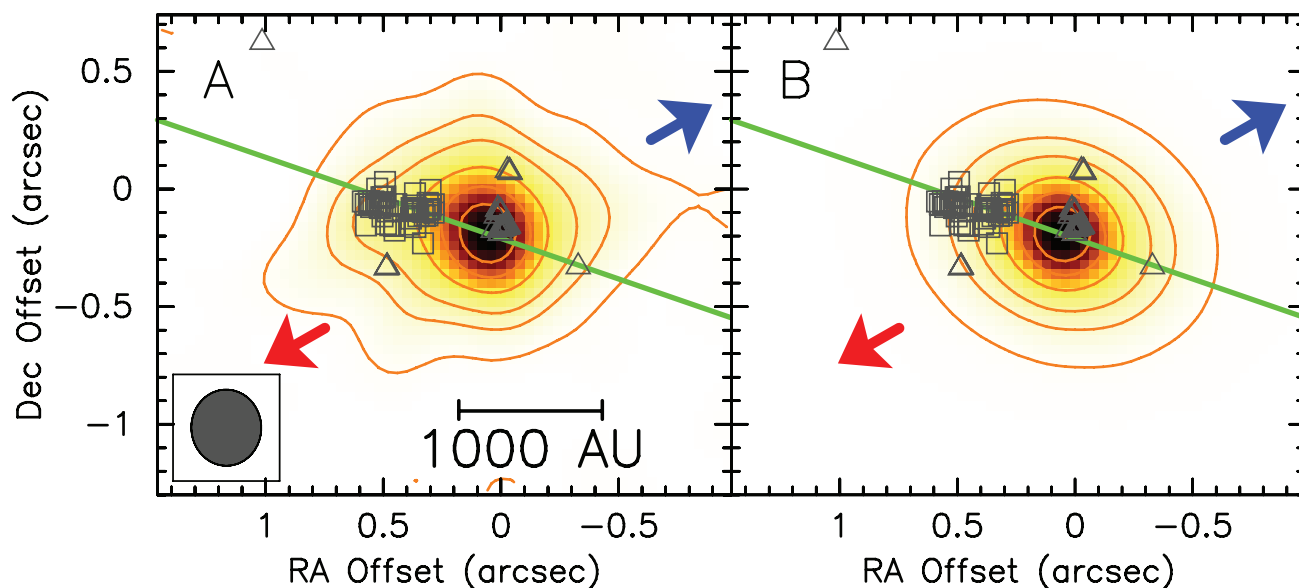 A
B
0.5
0
−0.5
−1
Dec Offset (arcsec)
1000 AU
1 0.5 0 −0.5
1 0.5 0 −0.5
RA Offset (arcsec)
RA Offset (arcsec)